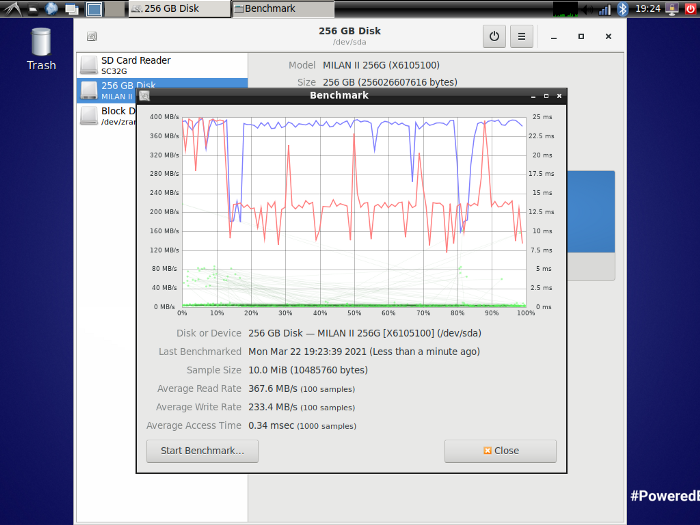 256 GB Disk
Benchmark
19:24
Trash
256 GB Disk
/dev/sda
SD Card Reader
SC32G
256 GB Disk
MILAN II
Block D
/dev/zra
Model MILAN II 256G (X6105100)
Size 256 GB (256026607616 bytes)
Benchmark
400 MB/s
360 MB/s
320 MB/s
280 MB/s
240 MB/s
200 MB/s
160 MB/s
120 MB/s
80 MB/s
40 MB/s
0 MB/s
25 ms
22.5 ms
20 ms
17.5 ms
15 ms
12.5 ms
10 ms
7.5 ms
5 ms
2.5 ms
0 ms
0% 10% 20% 30% 40% 50% 60% 70% 80% 90% 100%
Disk or Device 256 GB Disk — MILAN II 256G [X6105100] (/dev/sda)
Last Benchmarked Mon Mar 22 19:23:39 2021 (Less than a minute ago)
Sample Size 10.0 MiB (10485760 bytes)
Average Read Rate 367.6 MB/s (100 samples)
Average Write Rate 233.4 MB/s (100 samples)
Average Access Time 0.34 msec (1000 samples)
Start Benchmark... Close
#PoweredB